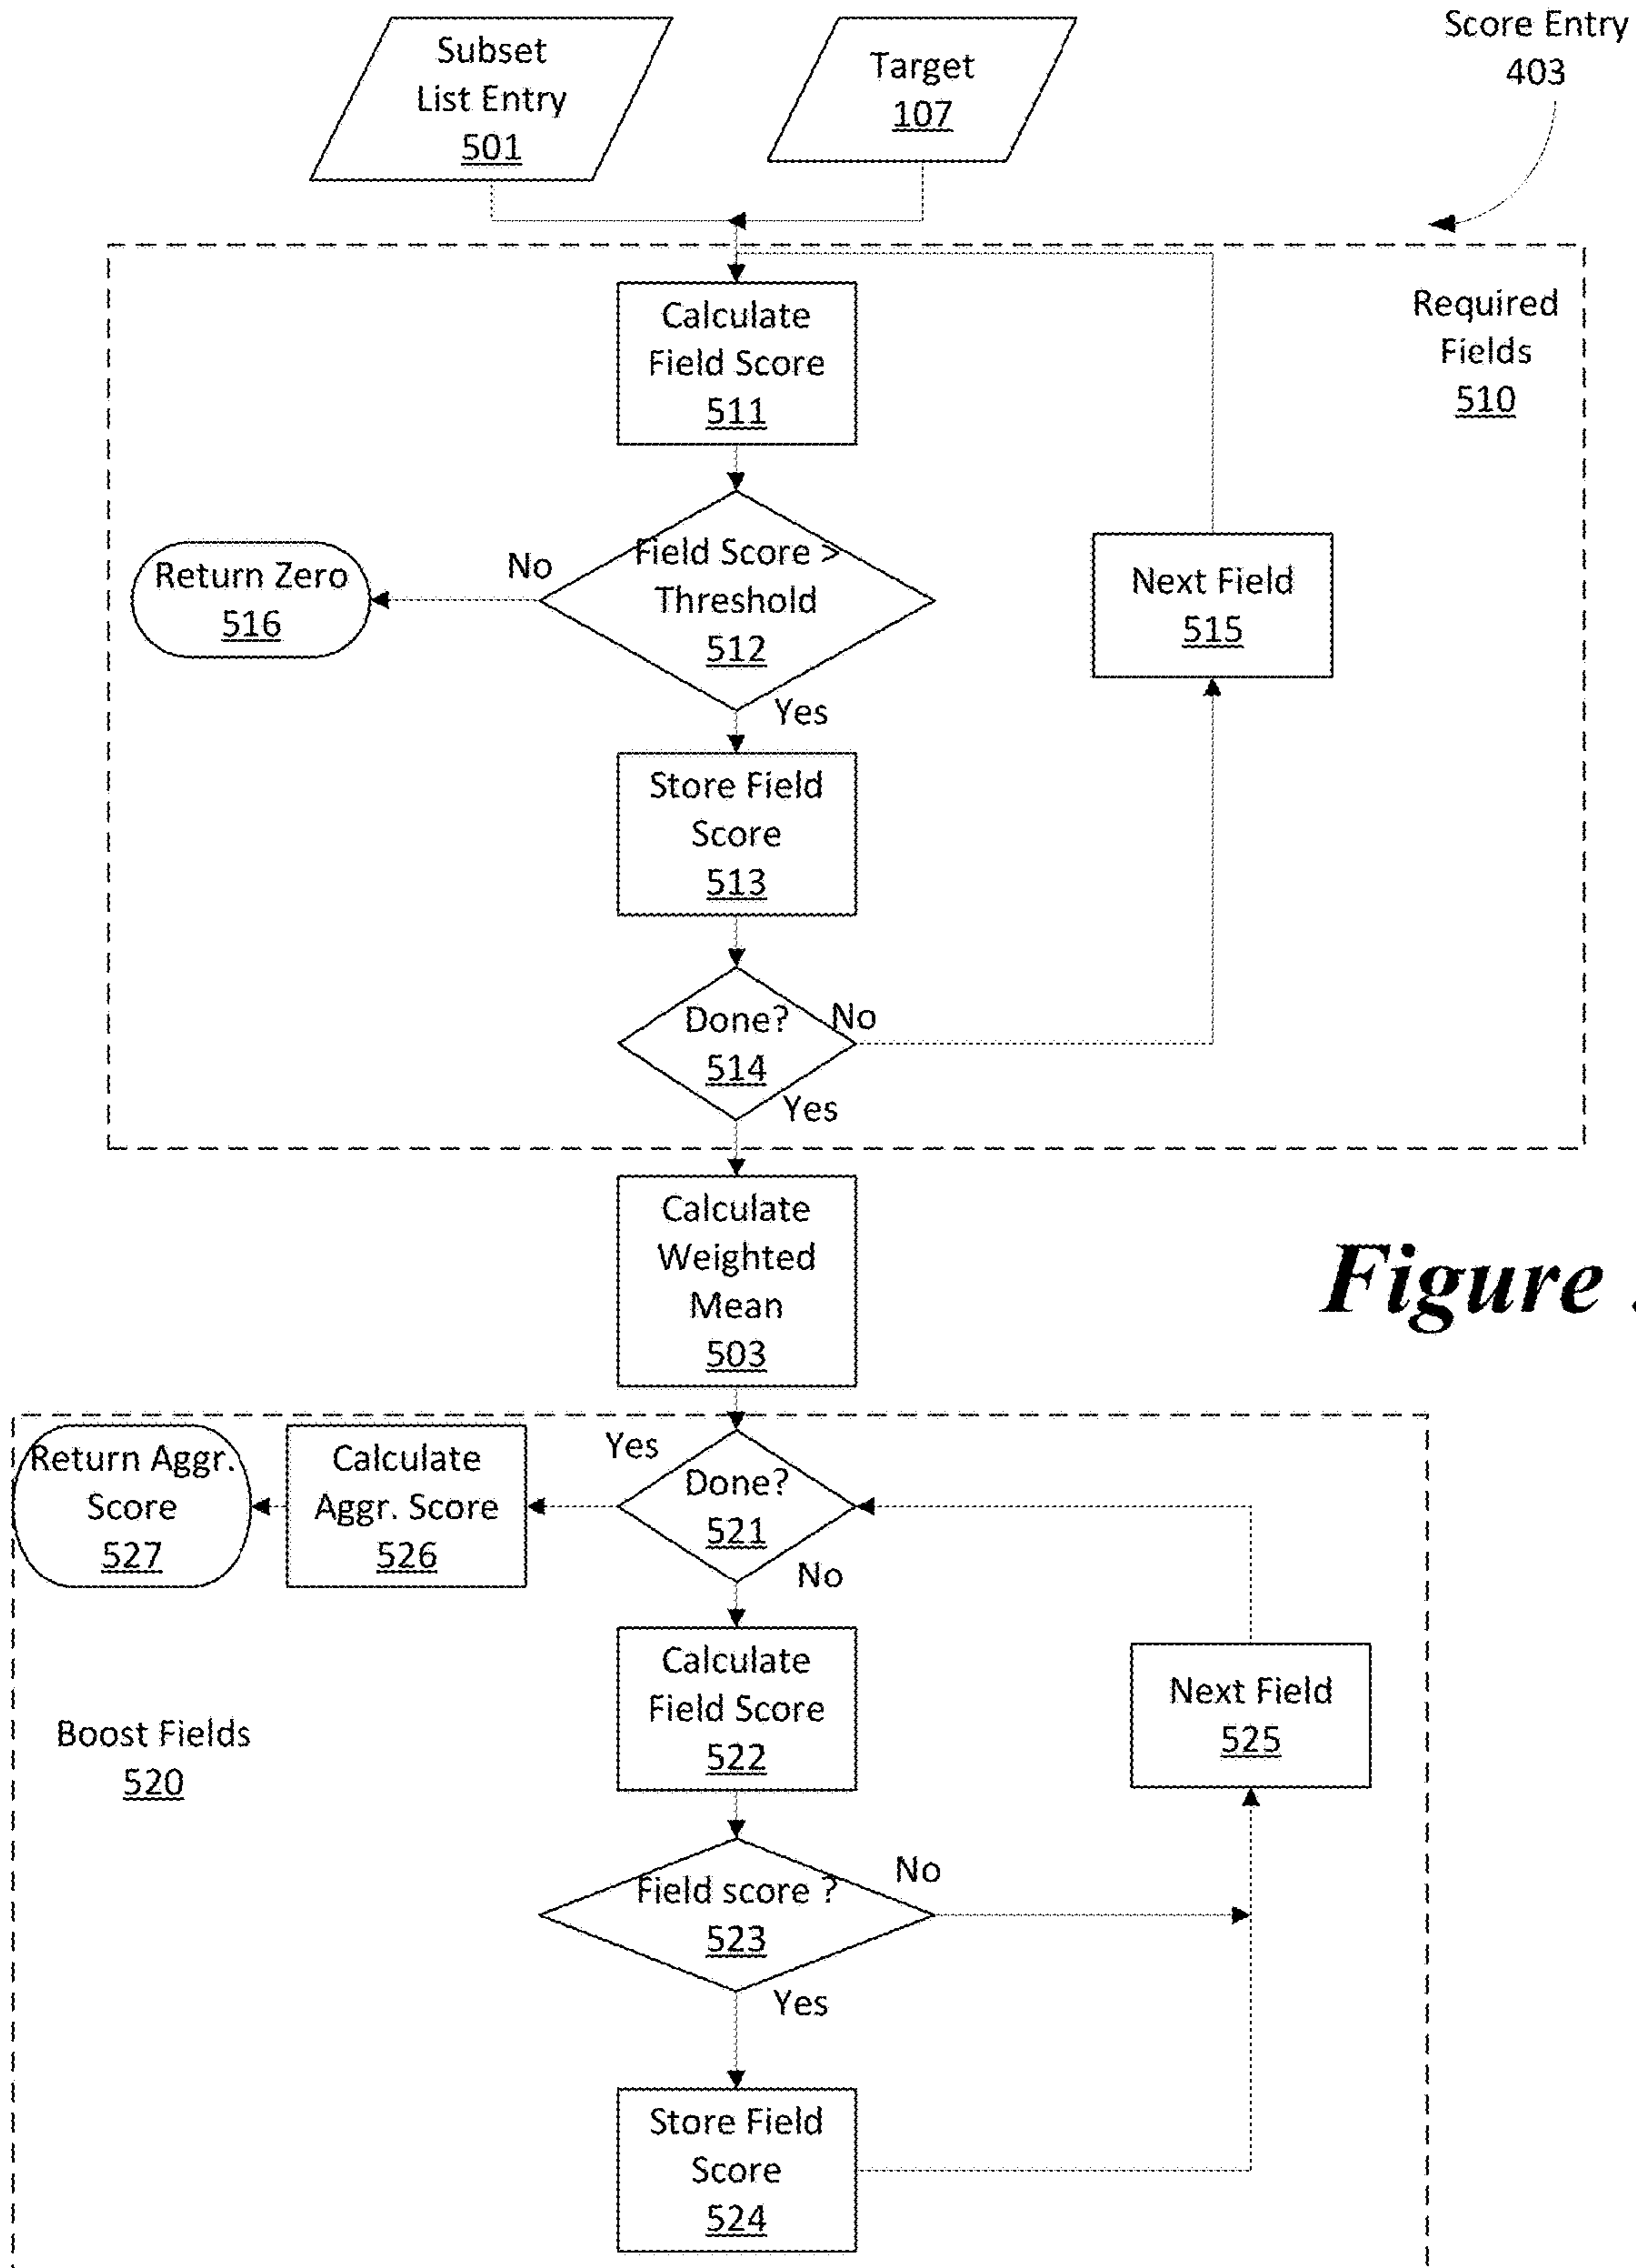 Subset
List Entry
501
Target
107
Score Entry
403
Required
Fields
510
Calculate
Field Score
511
Field Score >
Threshold
512
No
Return Zero
516
Next Field
515
Yes
Store Field
Score
513
Done?
514
No
Yes
Calculate
Weighted
Mean
503
Figure
Return Aggr.
Score
527
Calculate
Aggr. Score
526
Yes
Done?
521
No
Calculate
Field Score
522
Next Field
525
Boost Fields
520
Field score ?
523
No
Yes
Store Field
Score
524